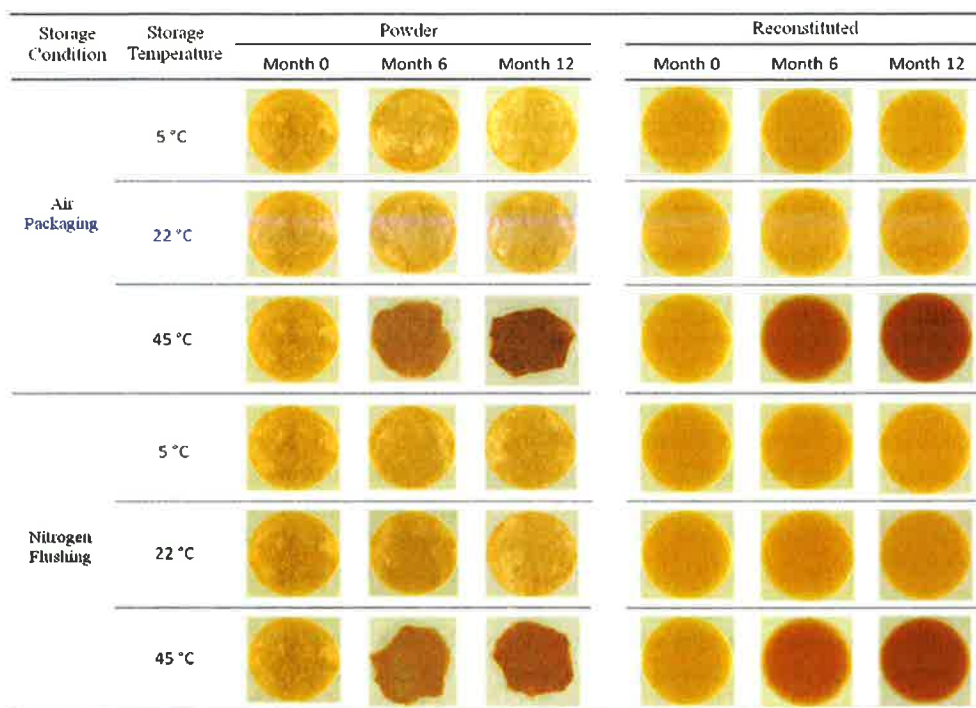 Storage Condition
Storage Temperature
Powder
Reconstituted
Month 0 Month 6 Month 12 Month 0 Month 6 Month 12
5 °C
Air
Packaging
22 °C
45 °C
5 °C
Nitrogen
Flushing
22 °C
45 °C